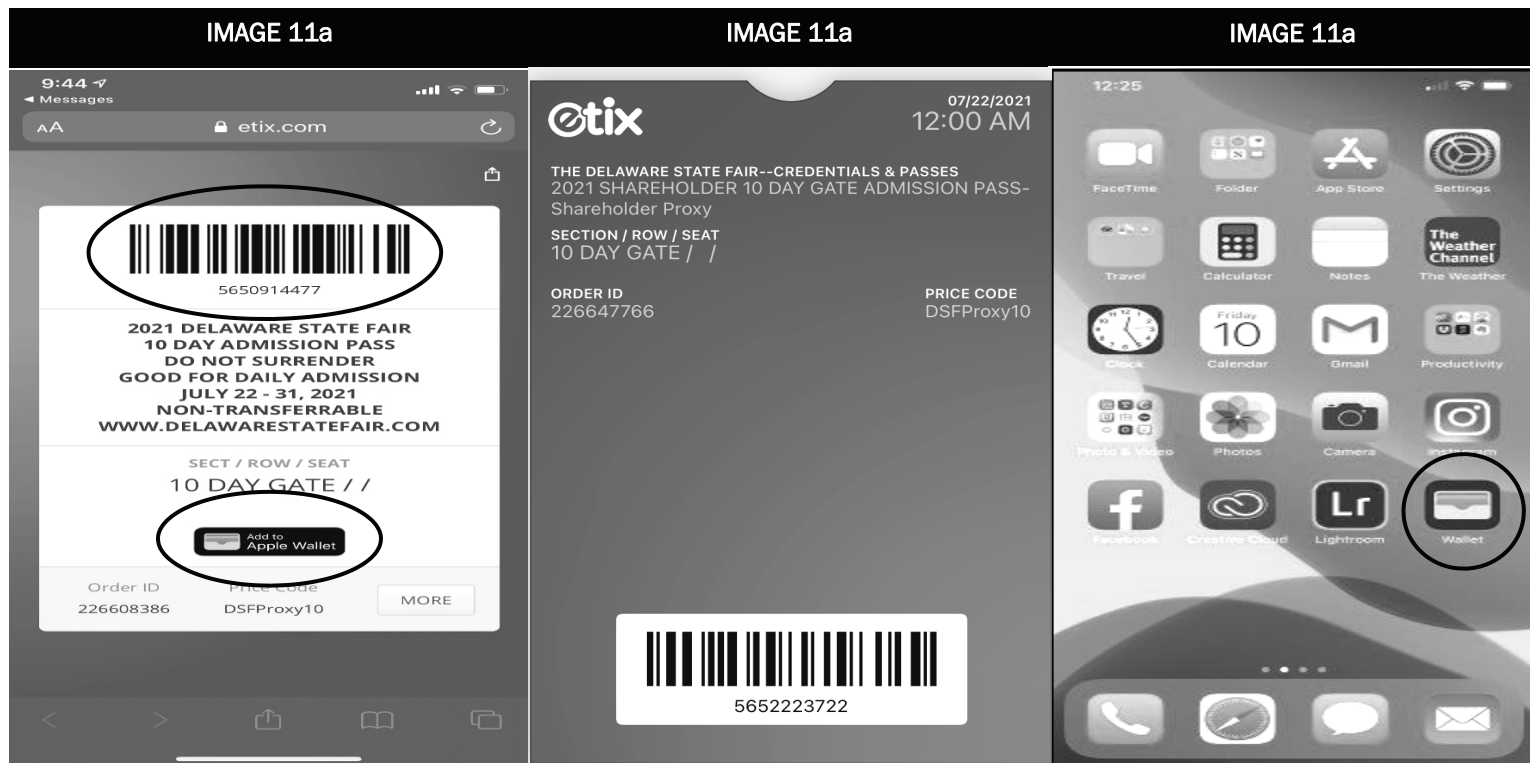 IMAGE 11a
9:44
Messages
AA etix.com
5650914477
2021 DELAWARE STATE FAIR
10 DAY ADMISSION PASS
DO NOT SURRENDER
GOOD FOR DAILY ADMISSION
JULY 22 - 31, 2021
NON-TRANSFERRABLE
WWW.DELAWARESTATEFAIR.COM
SECT / ROW / SEAT
10 DAY GATE / /
Add to
Apple Wallet
Order ID Price Code
226608386 DSFProxy10
MORE
IMAGE 11a
etix
07/22/2021
12:00 AM
THE DELAWARE STATE FAIR--CREDENTIALS & PASSES
2021 SHAREHOLDER 10 DAY GATE ADMISSION PASS-
Shareholder Proxy
SECTION / ROW / SEAT
10 DAY GATE / /
ORDER ID PRICE CODE
226647766 DSFProxy10
5652223722
IMAGE 11a
12:25
FaceTime Folder App Store Settings
The
Weather
Channel
Travel Calculator Notes The Weather
Friday
10
Clock Calendar Gmail Productivity
Photo & Video Photos Camera Instagram
Lr
Facebook Creative Cloud Lightroom Wallet